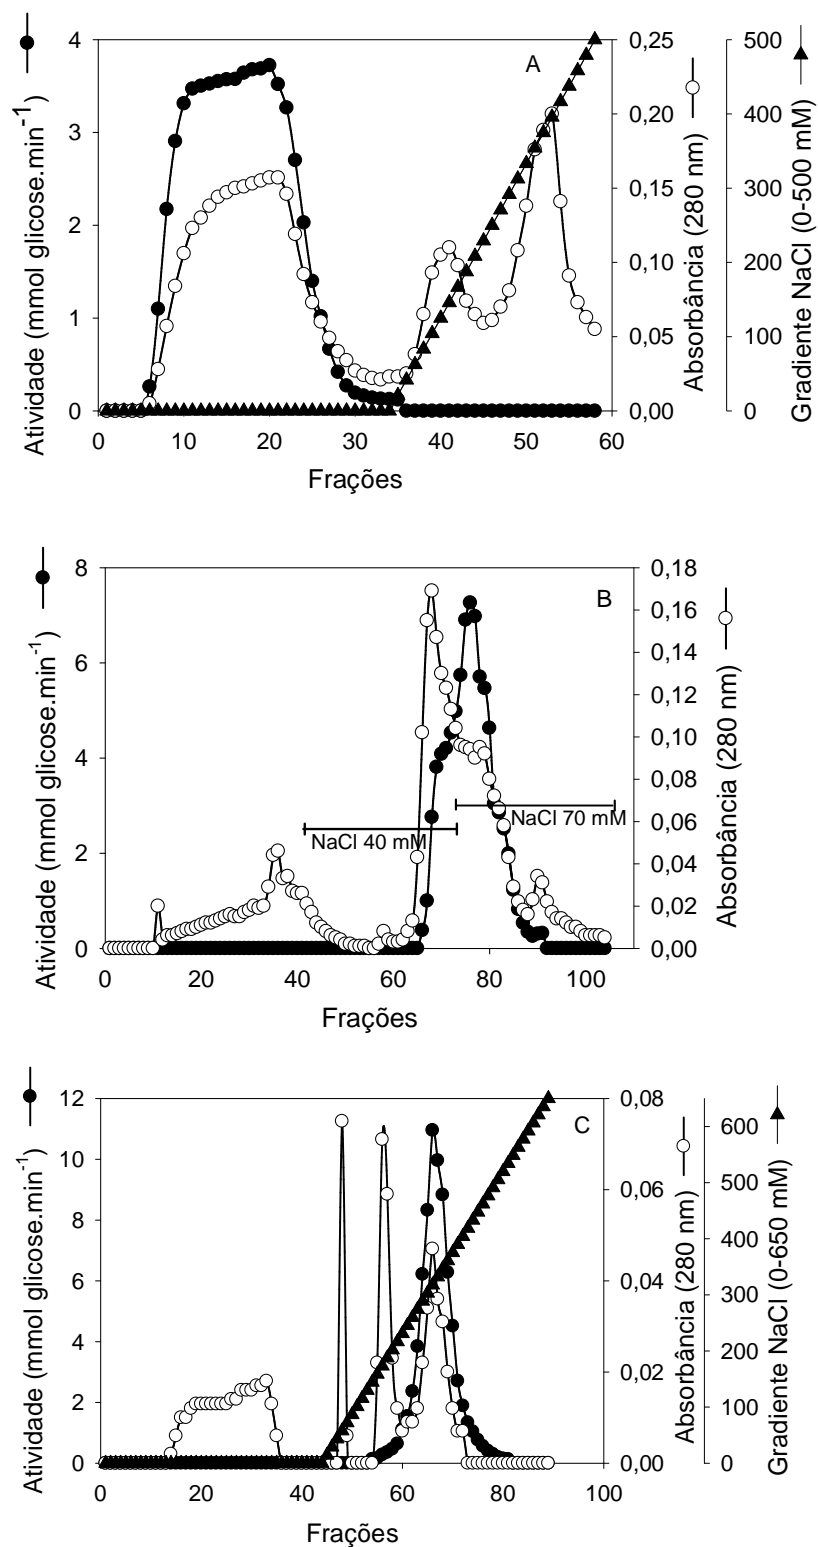 A
Atividade (mmol glicose.min-1)
4
3
2
1
0
0,25
0,20
0,15
0,10
0,05
0,00
Absorbância (280 nm)
500
400
300
200
100
0
Gradiente NaCl (0-500 mM)
0 10 20 30 40 50 60
Frações
B
Atividade (mmol glicose.min-1)
8
6
4
2
0
0,18
0,16
0,14
0,12
0,10
0,08
0,06
0,04
0,02
0,00
Absorbância (280 nm)
NaCl 70 mM
NaCl 40 mM
0 20 40 60 80 100
Frações
C
Atividade (mmol glicose.min-1)
12
10
8
6
4
2
0
0,08
0,06
0,04
0,02
0,00
Absorbância (280 nm)
600
500
400
300
200
100
0
Gradiente NaCl (0-650 mM)
0 20 40 60 80 100
Frações